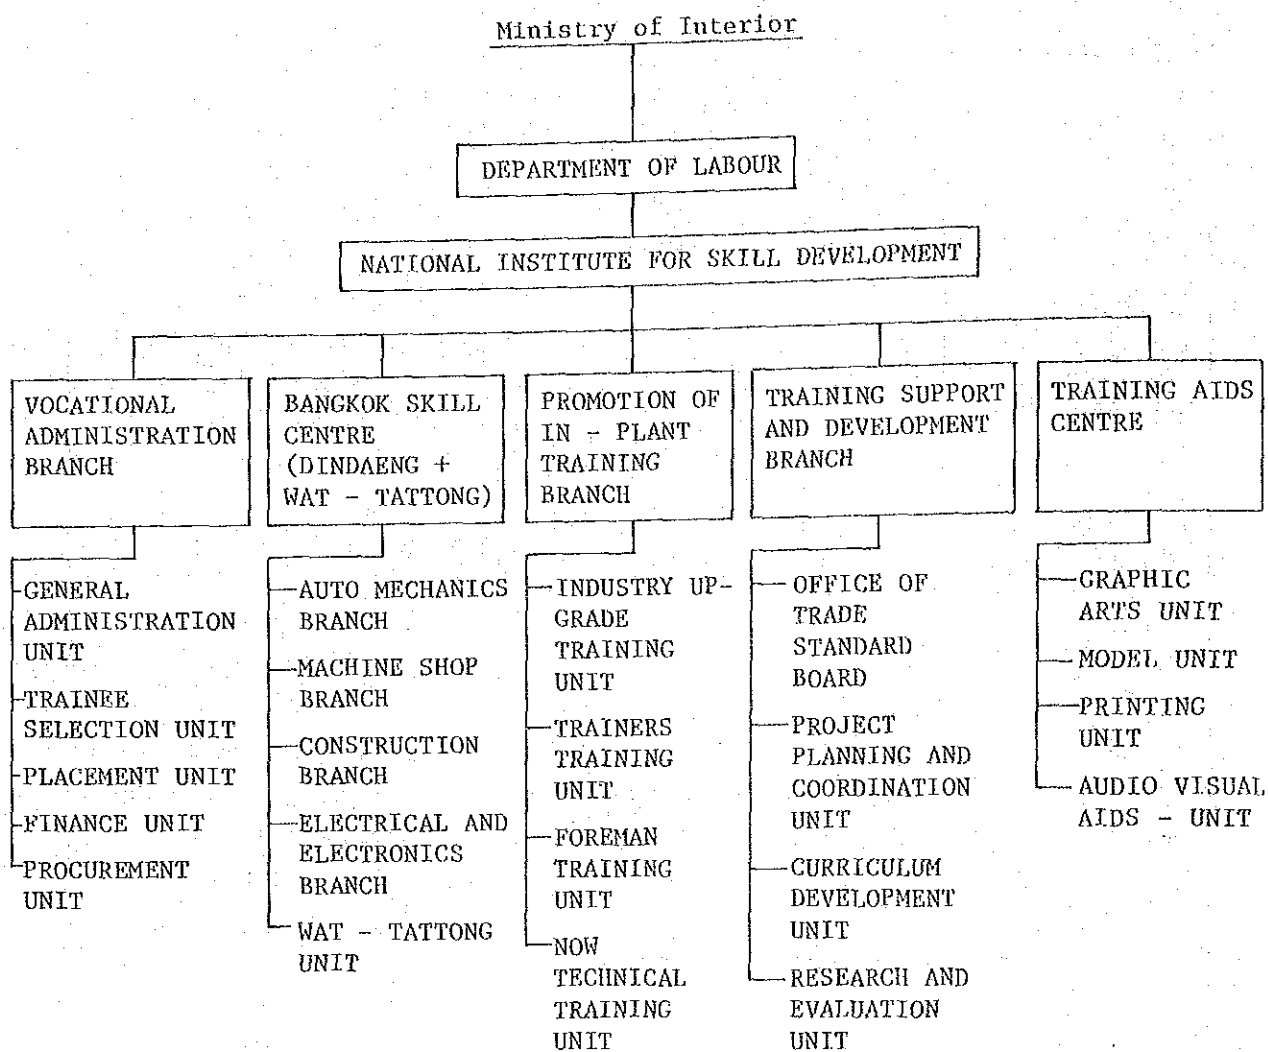 Ministry of Interior
DEPARTMENT OF LABOUR
NATIONAL INSTITUTE FOR SKILL DEVELOPMENT
VOCATIONAL
ADMINISTRATION
BRANCH
GENERAL
ADMINISTRATION
UNIT
TRAINEE
SELECTION UNIT
PLACEMENT UNIT
FINANCE UNIT
PROCUREMENT
UNIT
BANGKOK SKILL
CENTRE
(DINDAENG +
WAT - TATTONG)
AUTO MECHANICS
BRANCH
MACHINE SHOP
BRANCH
CONSTRUCTION
BRANCH
ELECTRICAL AND
ELECTRONICS
BRANCH
WAT - TATTONG
UNIT
PROMOTION OF
IN - PLANT
TRAINING
BRANCH
INDUSTRY UP-
GRADE
TRAINING
UNIT
TRAINERS
TRAINING
UNIT
FOREMAN
TRAINING
UNIT
NOW
TECHNICAL
TRAINING
UNIT
TRAINING SUPPORT
AND DEVELOPMENT
BRANCH
OFFICE OF
TRADE
STANDARD
BOARD
PROJECT
PLANNING AND
COORDINATION
UNIT
CURRICULUM
DEVELOPMENT
UNIT
RESEARCH AND
EVALUATION
UNIT
TRAINING AIDS
CENTRE
GRAPHIC
ARTS UNIT
MODEL UNIT
PRINTING
UNIT
AUDIO VISUAL
AIDS - UNIT